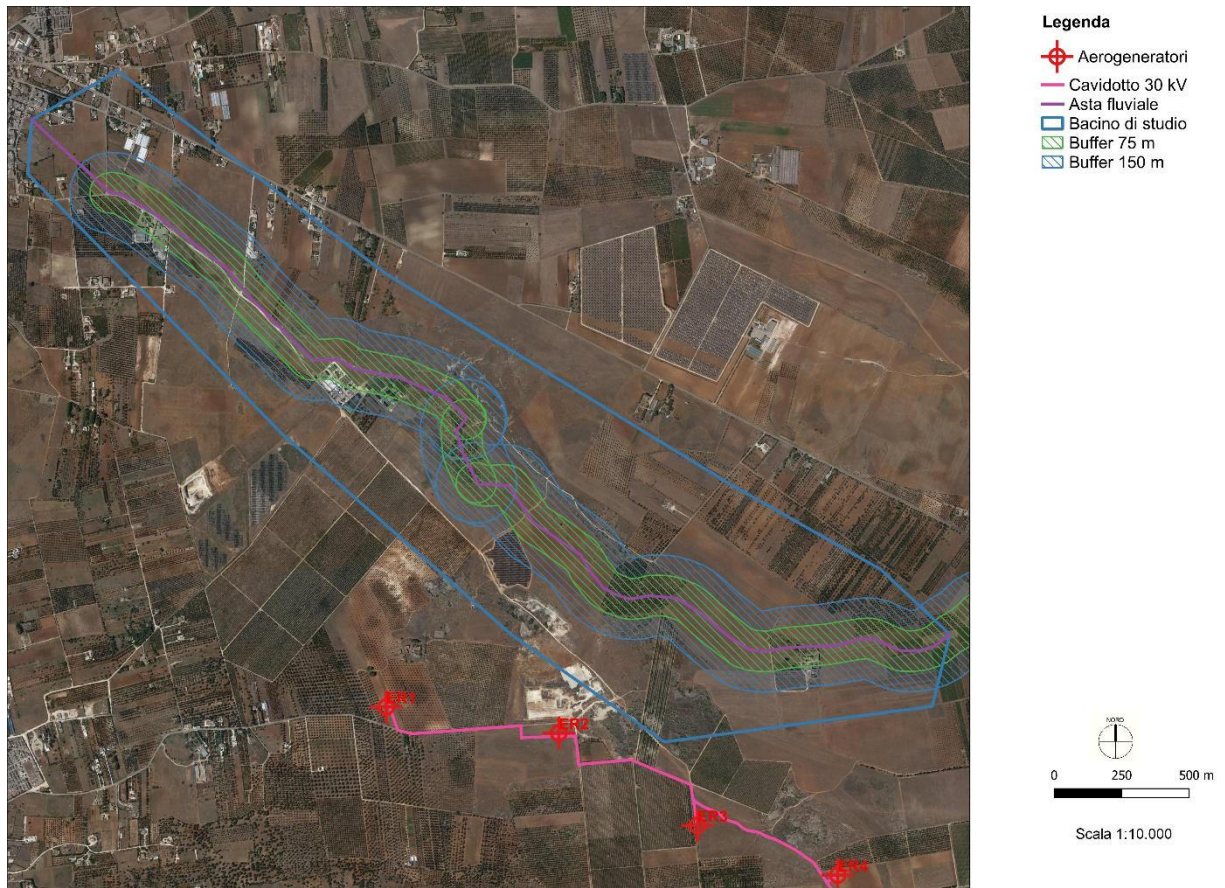 Legenda
Aerogeneratori
Cavidotto 30 kV
Asta fluviale
Bacino di studio
Buffer 75 m
Buffer 150 m
ER1
ER2
ER3
ER4
NORD
0 250 500 m
Scala 1:10.000